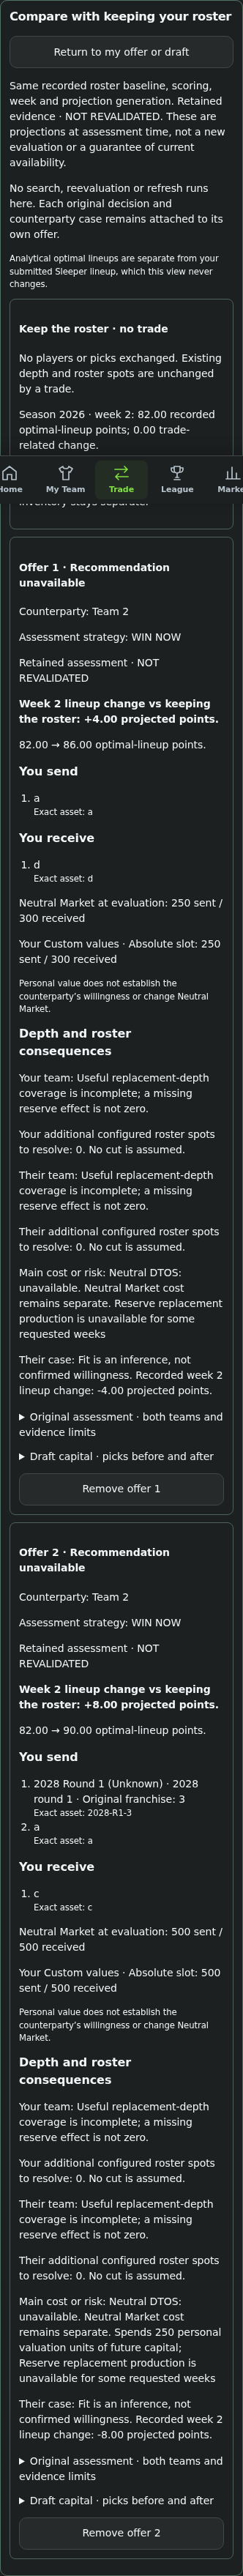 Compare with keeping your roster
Return to my offer or draft
Same recorded roster baseline, scoring,
week and projection generation. Retained
evidence · NOT REVALIDATED. These are
projections at assessment time, not a new
evaluation or a guarantee of current
availability.
No search, reevaluation or refresh runs
here. Each original decision and
counterparty case remains attached to its
own offer.
Analytical optimal lineups are separate from your
submitted Sleeper lineup, which this view never
changes.
Keep the roster · no trade
No players or picks exchanged. Existing
depth and roster spots are unchanged
by a trade.
Season 2026 · week 2: 82.00 recorded
optimal-lineup points; 0.00 trade-
related change.
Home
My Team
Trade
League
Marke
Offer 1 · Recommendation
unavailable
Counterparty: Team 2
Assessment strategy: WIN NOW
Retained assessment · NOT
REVALIDATED
Week 2 lineup change vs keeping
the roster: +4.00 projected points.
82.00 → 86.00 optimal-lineup points.
You send
1. a
Exact asset: a
You receive
1. d
Exact asset: d
Neutral Market at evaluation: 250 sent /
300 received
Your Custom values · Absolute slot: 250
sent / 300 received
Personal value does not establish the
counterparty’s willingness or change Neutral
Market.
Depth and roster
consequences
Your team: Useful replacement-depth
coverage is incomplete; a missing
reserve effect is not zero.
Your additional configured roster spots
to resolve: 0. No cut is assumed.
Their team: Useful replacement-depth
coverage is incomplete; a missing
reserve effect is not zero.
Their additional configured roster spots
to resolve: 0. No cut is assumed.
Main cost or risk: Neutral DTOS:
unavailable. Neutral Market cost
remains separate. Reserve replacement
production is unavailable for some
requested weeks
Their case: Fit is an inference, not
confirmed willingness. Recorded week 2
lineup change: -4.00 projected points.
▶ Original assessment · both teams and
evidence limits
▶ Draft capital · picks before and after
Remove offer 1
Offer 2 · Recommendation
unavailable
Counterparty: Team 2
Assessment strategy: WIN NOW
Retained assessment · NOT
REVALIDATED
Week 2 lineup change vs keeping
the roster: +8.00 projected points.
82.00 → 90.00 optimal-lineup points.
You send
1. 2028 Round 1 (Unknown) · 2028
round 1 · Original franchise: 3
Exact asset: 2028-R1-3
2. a
Exact asset: a
You receive
1. c
Exact asset: c
Neutral Market at evaluation: 500 sent /
500 received
Your Custom values · Absolute slot: 500
sent / 500 received
Personal value does not establish the
counterparty’s willingness or change Neutral
Market.
Depth and roster
consequences
Your team: Useful replacement-depth
coverage is incomplete; a missing
reserve effect is not zero.
Your additional configured roster spots
to resolve: 0. No cut is assumed.
Their team: Useful replacement-depth
coverage is incomplete; a missing
reserve effect is not zero.
Their additional configured roster spots
to resolve: 0. No cut is assumed.
Main cost or risk: Neutral DTOS:
unavailable. Neutral Market cost
remains separate. Spends 250 personal
valuation units of future capital;
Reserve replacement production is
unavailable for some requested weeks
Their case: Fit is an inference, not
confirmed willingness. Recorded week 2
lineup change: -8.00 projected points.
▶ Original assessment · both teams and
evidence limits
▶ Draft capital · picks before and after
Remove offer 2